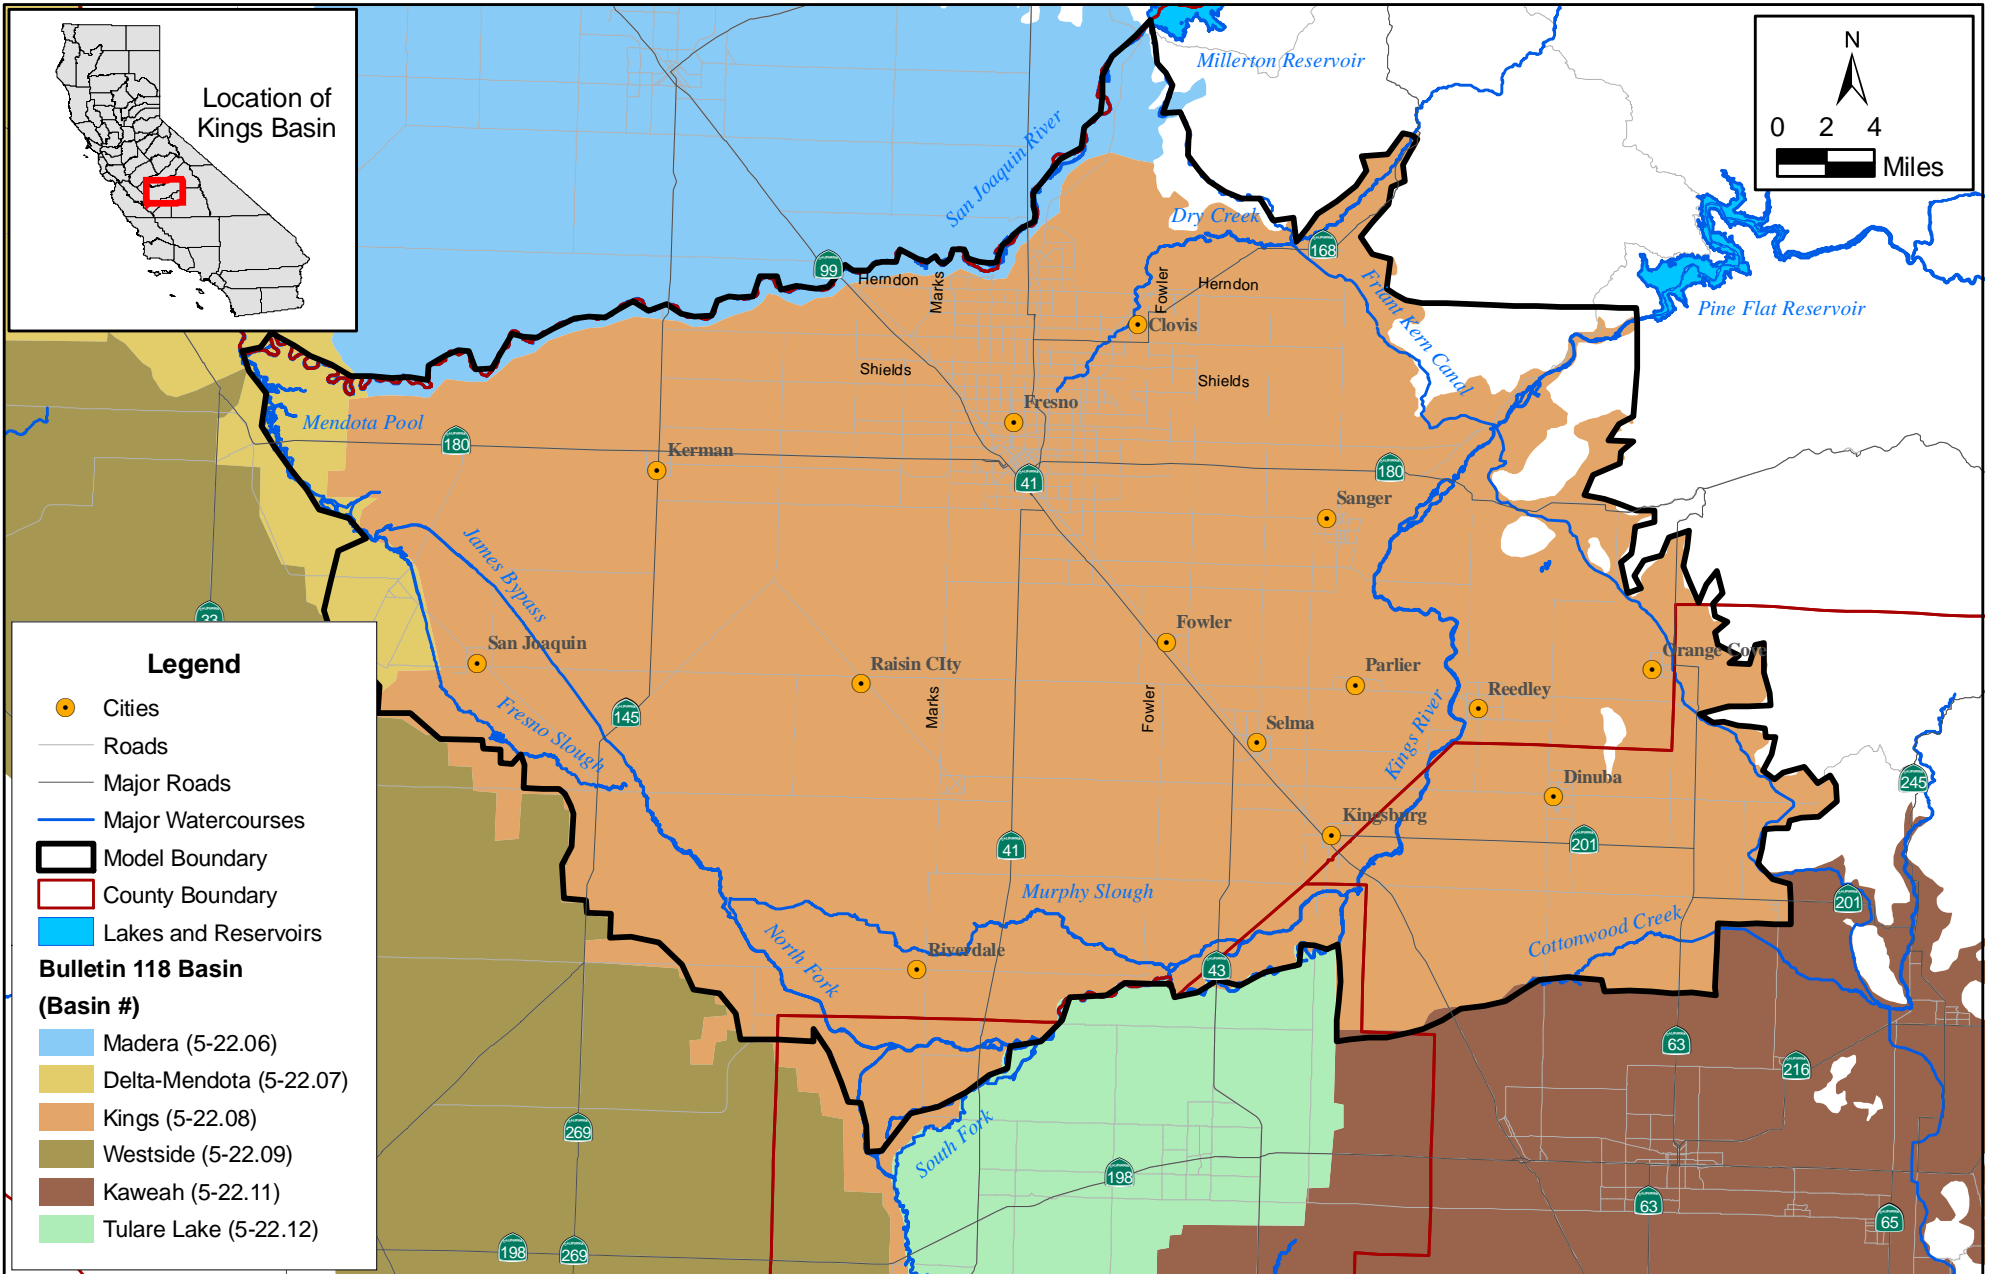 Location of
Kings Basin
N
0 2 4
Miles
Millerton Reservoir
San Joaquin River
Dry Creek
168
99
Herndon
Marks
Fowler
Herndon
Friant Kern Canal
Pine Flat Reservoir
Clovis
Shields
Shields
Fresno
Mendota Pool
180
Kerman
41
180
Sanger
James Bypass
33
San Joaquin
Raisin CIty
Marks
Fowler
Fowler
Parlier
Reedley
Orange Cove
145
Fresno Slough
Selma
Kings River
Dinuba
245
Kingsburg
201
41
Murphy Slough
201
Cottonwood Creek
North Fork
Riverdale
43
63
216
269
South Fork
198
63
65
198
269
Legend
Cities
Roads
Major Roads
Major Watercourses
Model Boundary
County Boundary
Lakes and Reservoirs
Bulletin 118 Basin
(Basin #)
Madera (5-22.06)
Delta-Mendota (5-22.07)
Kings (5-22.08)
Westside (5-22.09)
Kaweah (5-22.11)
Tulare Lake (5-22.12)